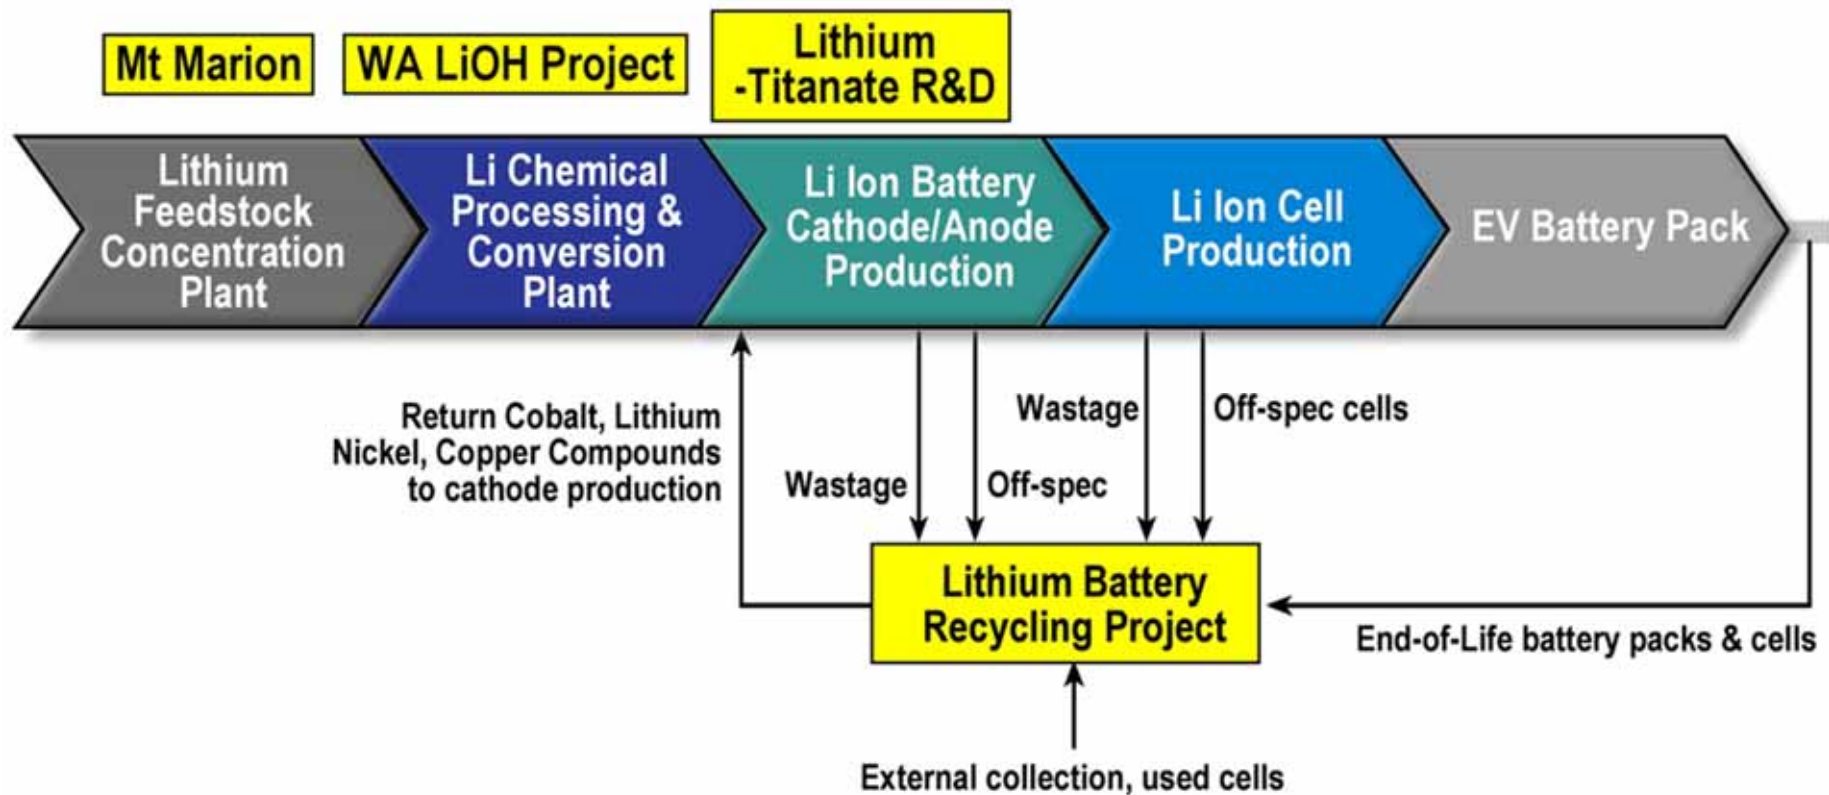 Mt Marion
WA LiOH Project
Lithium
-Titanate R&D
Lithium
Feedstock
Concentration
Plant
Li Chemical
Processing &
Conversion
Plant
Li Ion Battery
Cathode/Anode
Production
Li Ion Cell
Production
EV Battery Pack
Return Cobalt, Lithium
Nickel, Copper Compounds
to cathode production
Wastage
Off-spec
Wastage
Off-spec cells
Lithium Battery
Recycling Project
End-of-Life battery packs & cells
External collection, used cells